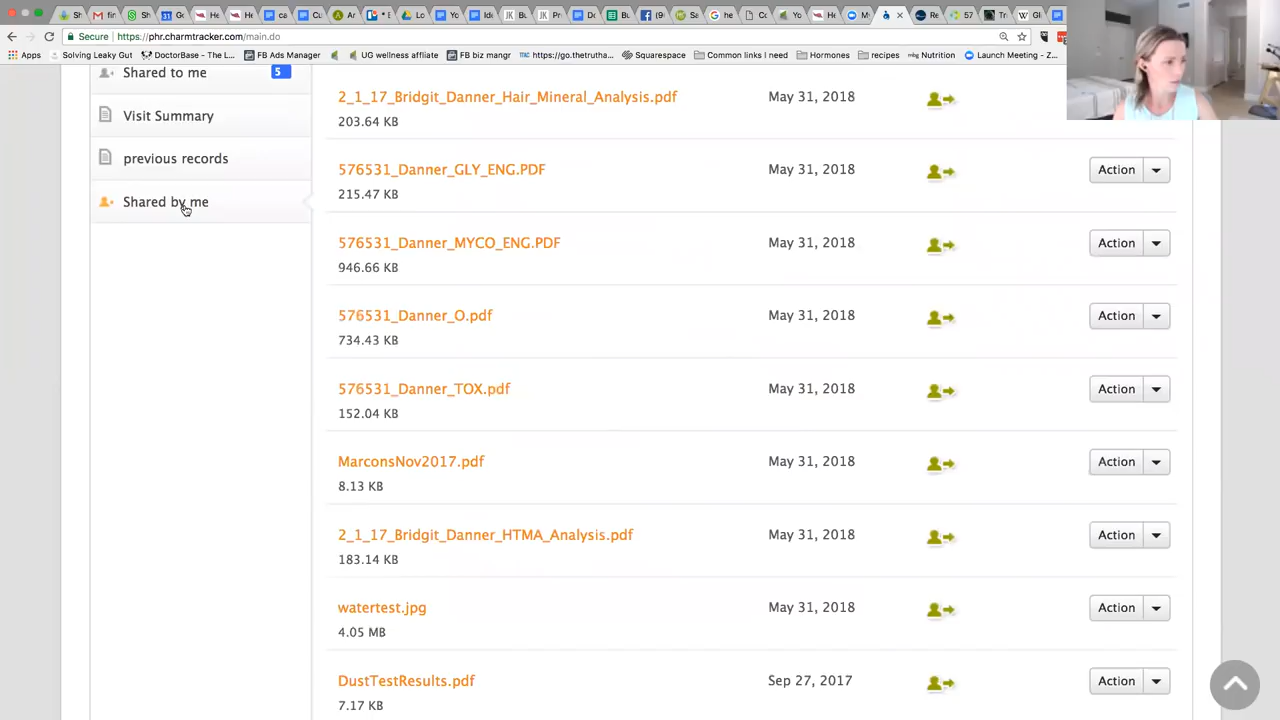 Secure
https://phr.charmtracker.com/main.do
Apps
Solving Leaky Gut
DoctorBase - The L...
FB Ads Manager
UG wellness affliate
FB biz mangr
https://go.thetrutha...
Squarespace
Common links I need
Hormones
recipes
Nutrition
Launch Meeting - Z...
Shared to me
5
Visit Summary
previous records
Shared by me
2_1_17_Bridgit_Danner_Hair_Mineral_Analysis.pdf
May 31, 2018
203.64 KB
576531_Danner_GLY_ENG.PDF
May 31, 2018
Action
215.47 KB
576531_Danner_MYCO_ENG.PDF
May 31, 2018
Action
946.66 KB
576531_Danner_O.pdf
May 31, 2018
Action
734.43 KB
576531_Danner_TOX.pdf
May 31, 2018
Action
152.04 KB
MarconsNov2017.pdf
May 31, 2018
Action
8.13 KB
2_1_17_Bridgit_Danner_HTMA_Analysis.pdf
May 31, 2018
Action
183.14 KB
watertest.jpg
May 31, 2018
Action
4.05 MB
DustTestResults.pdf
Sep 27, 2017
Action
7.17 KB